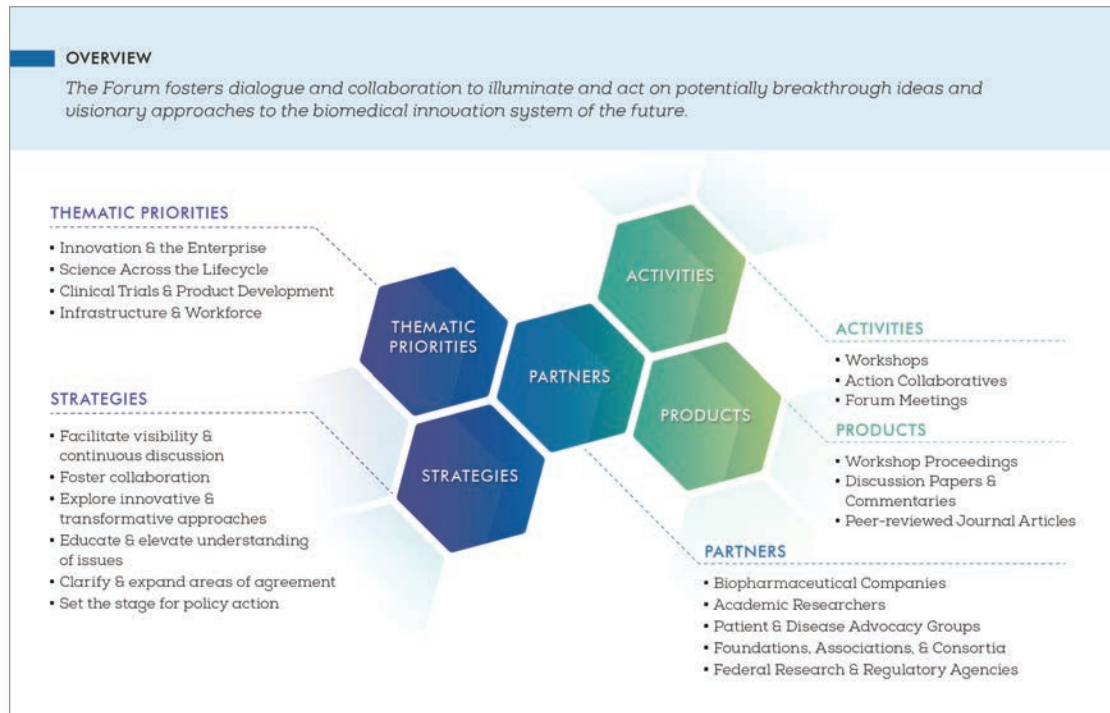 OVERVIEW
The Forum fosters dialogue and collaboration to illuminate and act on potentially breakthrough ideas and
visionary approaches to the biomedical innovation system of the future.
THEMATIC PRIORITIES
▪ Innovation & the Enterprise
▪ Science Across the Lifecycle
▪ Clinical Trials & Product Development
▪ Infrastructure & Workforce
STRATEGIES
▪ Facilitate visibility &
continuous discussion
▪ Foster collaboration
▪ Explore innovative &
transformative approaches
▪ Educate & elevate understanding
of issues
▪ Clarify & expand areas of agreement
▪ Set the stage for policy action
THEMATIC
PRIORITIES
STRATEGIES
PARTNERS
ACTIVITIES
PRODUCTS
ACTIVITIES
▪ Workshops
▪ Action Collaboratives
▪ Forum Meetings
PRODUCTS
▪ Workshop Proceedings
▪ Discussion Papers &
Commentaries
▪ Peer-reviewed Journal Articles
PARTNERS
▪ Biopharmaceutical Companies
▪ Academic Researchers
▪ Patient & Disease Advocacy Groups
▪ Foundations, Associations, & Consortia
▪ Federal Research & Regulatory Agencies